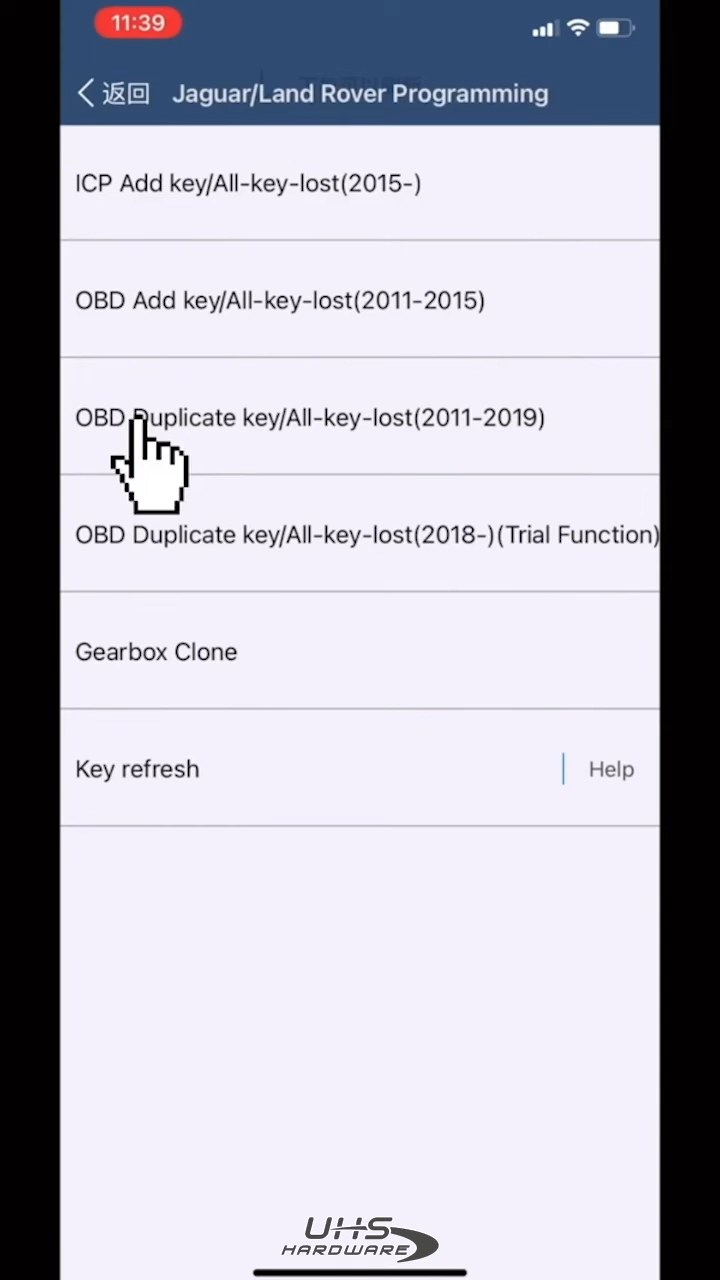 11:39
返回 Jaguar/Land Rover Programming
ICP Add key/All-key-lost(2015-)
OBD Add key/All-key-lost(2011-2015)
OBD Duplicate key/All-key-lost(2011-2019)
OBD Duplicate key/All-key-lost(2018-)(Trial Function)
Gearbox Clone
Key refresh Help
UHS
HARDWARE